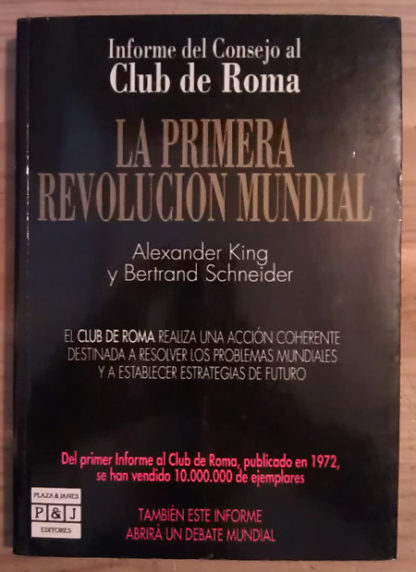 Informe del Consejo al
Club de Roma
LA PRIMERA
REVOLUCION MUNDIAL
Alexander King
y Bertrand Schneider
EL CLUB DE ROMA REALIZA UNA ACCIÓN COHERENTE
DESTINADA A RESOLVER LOS PROBLEMAS MUNDIALES
Y A ESTABLECER ESTRATEGIAS DE FUTURO
Del primer Informe al Club de Roma, publicado en 1972,
se han vendido 10.000.000 de ejemplares
PLAZA & JANES
P & J
EDITORES
TAMBIÉN ESTE INFORME
ABRIRÁ UN DEBATE MUNDIAL